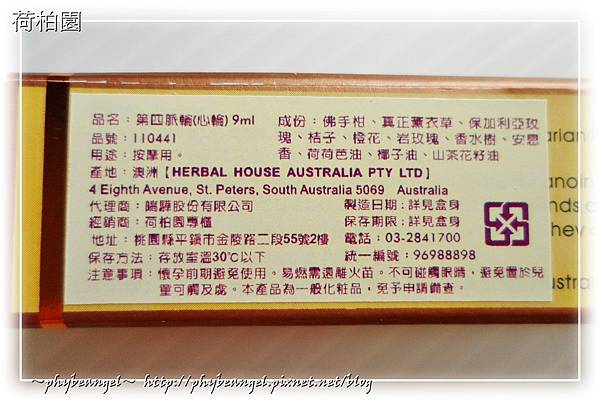 荷柏園
品名：第四脈輪(心輪)9ml
品號：110441
用途：按摩用。
成份：佛手柑、真正薰衣草、保加利亞玫
瑰、桔子、橙花、岩玫瑰、香水樹、安息
香、荷荷芭油、椰子油、山茶花籽油
產地：澳洲【HERBAL HOUSE AUSTRALIA PTY LTD】
4 Eighth Avenue, St. Peters, South Australia 5069 Australia
代理商：股份有限公司
經銷商：荷柏園專櫃
地址：桃園縣平鎮市金陵路二段55號2樓
製造日期：詳見盒身
保存期限：詳見盒身
電話：03-2841700
統一編號：96988898
保存方法：存放室溫30℃以下
注意事項：懷孕前期避免使用。易燃需遠離火苗。不可碰觸眼睛，避免置於兒
童可觸及處。本產品為一般化粧品，免予申請備查。
～phybeangel～ http://phybeangel.pixnet.net/blog